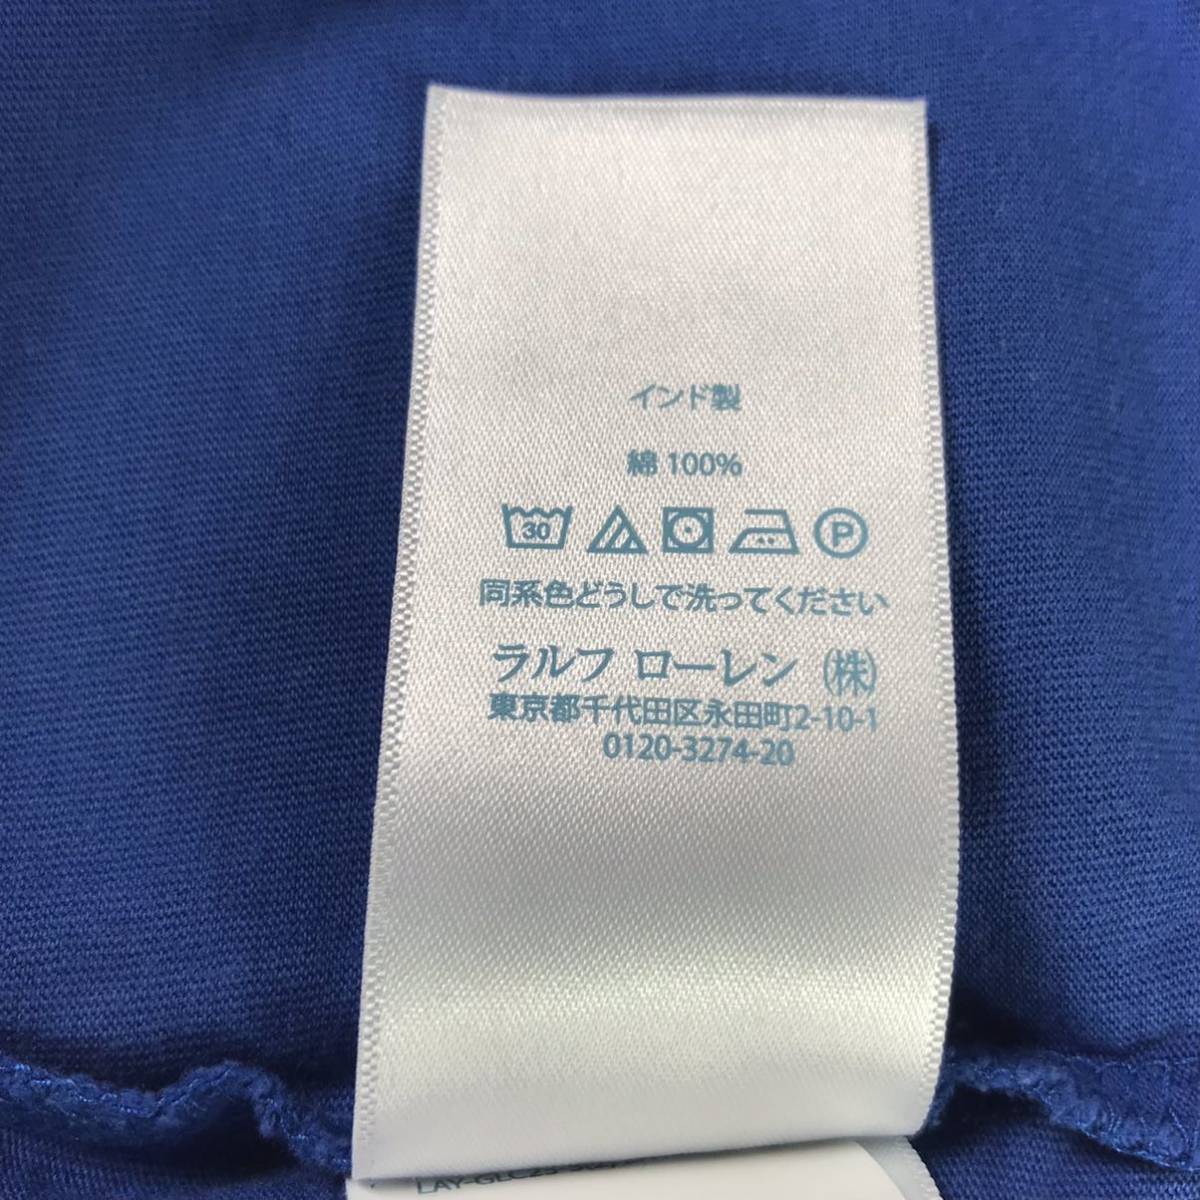 インド製
綿 100%
30 P
同系色どうしで洗ってください
ラルフ ローレン (株)
東京都千代田区永田町2-10-1
0120-3274-20